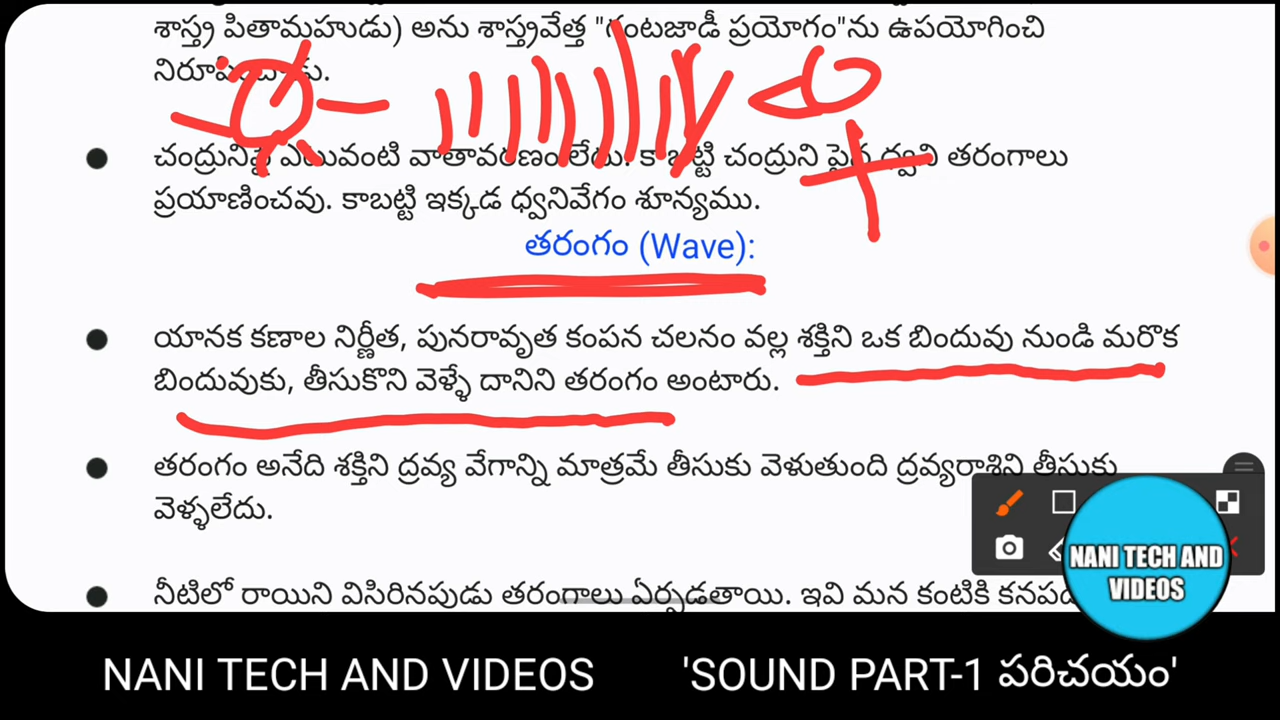 శాస్త్ర పితామహుడు) అను శాస్త్రవేత్త "గంటజాడీ ప్రయోగం"ను ఉపయోగించి
చంద్రునిపై ఎటువంటి వాతావరణం లేదు. కాబట్టి చంద్రుని పైన ధ్వని తరంగాలు
ప్రయాణించవు. కాబట్టి ఇక్కడ ధ్వనివేగం శూన్యము.
తరంగం (Wave):
యానక కణాల నిర్ణీత, పునరావృత కంపన చలనం వల్ల శక్తిని ఒక బిందువు నుండి మరొక
బిందువుకు, తీసుకొని వెళ్ళే దానిని తరంగం అంటారు.
తరంగం అనేది శక్తిని ద్రవ్య వేగాన్ని మాత్రమే తీసుకు వెళుతుంది ద్రవ్యరాశిని తీసుకు
వెళ్ళలేదు.
నీటిలో రాయిని విసిరినపుడు తరంగాలు ఏర్పడతాయి. ఇవి మన కంటికి
NANI TECH AND
VIDEOS
NANI TECH AND VIDEOS 'SOUND PART-1 పరిచయం'